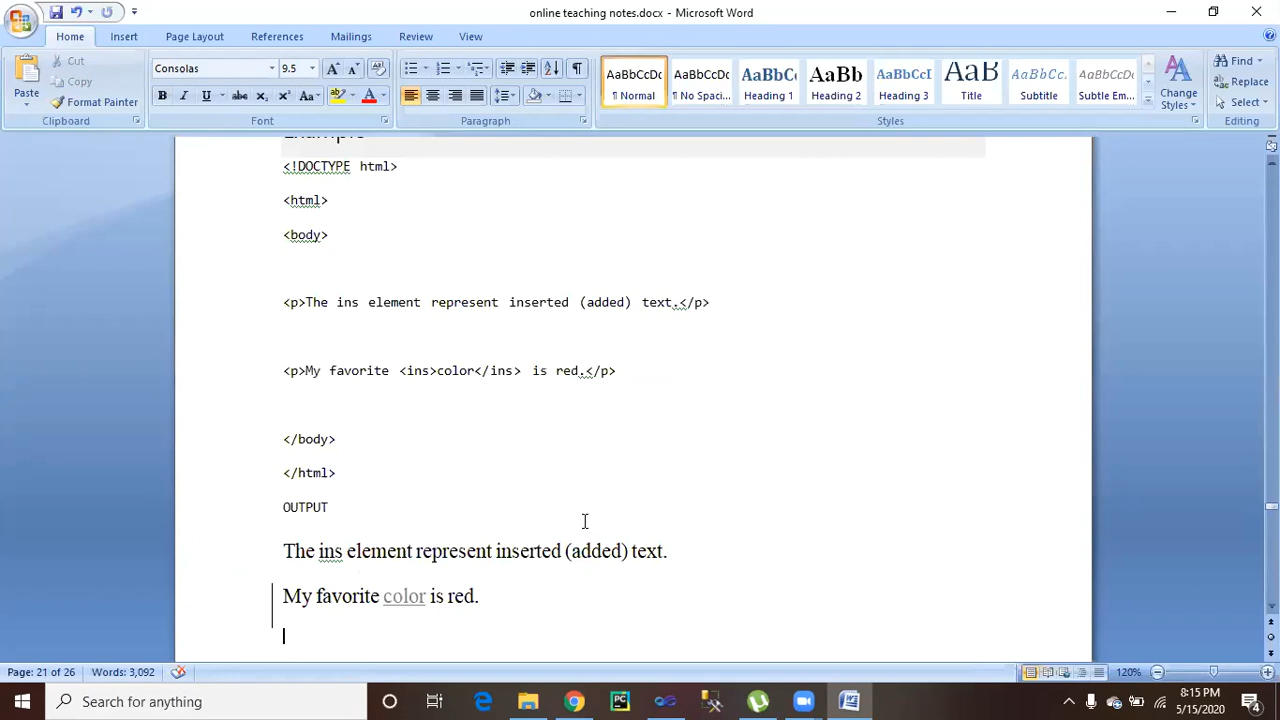 online teaching notes.docx - Microsoft Word
Home Insert Page Layout References Mailings Review View
Paste
Cut
Copy
Format Painter
Clipboard
Consolas 9.5
Font
Paragraph
AaBbCcDc AaBbCcDc AaBbC AaBb AaBbCcI AaB AaBbCcI AaBbCcDc
¶ Normal ¶ No Spaci... Heading 1 Heading 2 Heading 3 Title Subtitle Subtle Em...
Change Styles
Styles
Find
Replace
Select
Editing
Example
<!DOCTYPE html>
<html>
<body>
<p>The ins element represent inserted (added) text.</p>
<p>My favorite <ins>color</ins> is red.</p>
</body>
</html>
OUTPUT
The ins element represent inserted (added) text.
My favorite color is red.
Page: 21 of 26 Words: 3,092 120%
Search for anything
8:15 PM
5/15/2020
4